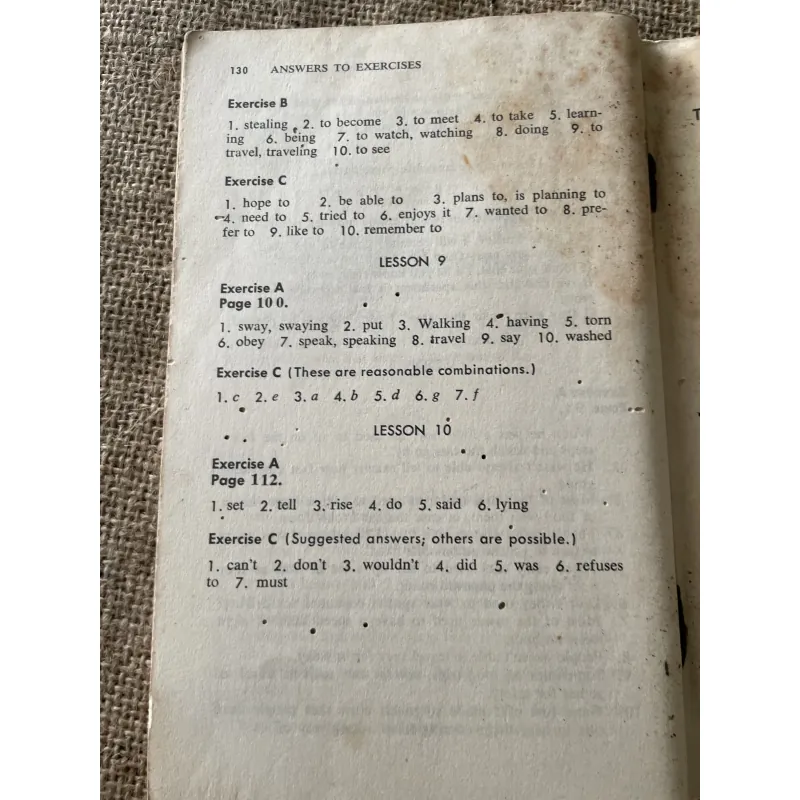 130 ANSWERS TO EXERCISES
Exercise B
1. stealing 2. to become 3. to meet 4. to take 5. learn-
ing 6. being 7. to watch, watching 8. doing 9. to
travel, traveling 10. to see
Exercise C
1. hope to 2. be able to 3. plans to, is planning to
4. need to 5. tried to 6. enjoys it 7. wanted to 8. pre-
fer to 9. like to 10. remember to
LESSON 9
Exercise A
Page 100.
1. sway, swaying 2. put 3. Walking 4. having 5. torn
6. obey 7. speak, speaking 8. travel 9. say 10. washed
Exercise C (These are reasonable combinations.)
1. c 2. e 3. a 4. b 5. d 6. g 7. f
LESSON 10
Exercise A
Page 112.
1. set 2. tell 3. rise 4. do 5. said 6. lying
Exercise C (Suggested answers; others are possible.)
1. can't 2. don't 3. wouldn't 4. did 5. was 6. refuses
to 7. must